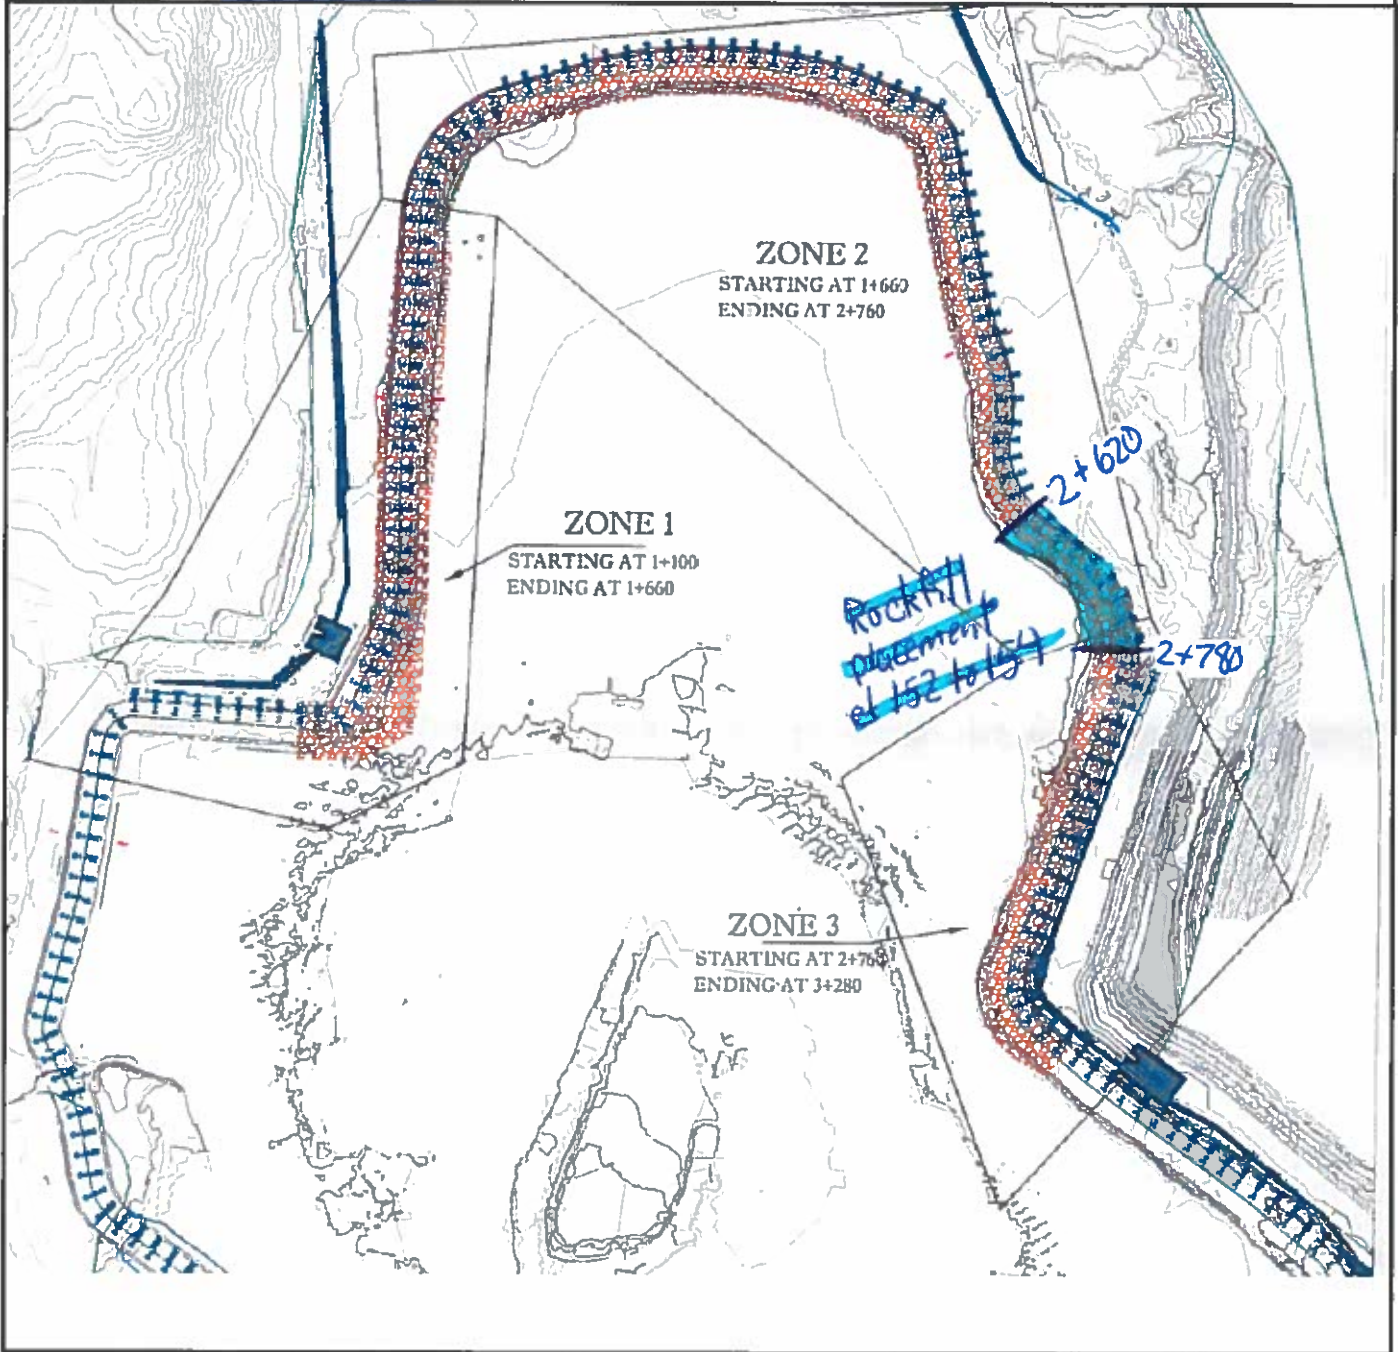 ZONE 2
STARTING AT 1+660
ENDING AT 2+760
2+620
ZONE 1
STARTING AT 1+100
ENDING AT 1+660
Rockfill
placement
el 152 to 154
2+780
ZONE 3
STARTING AT 2+760
ENDING AT 3+280